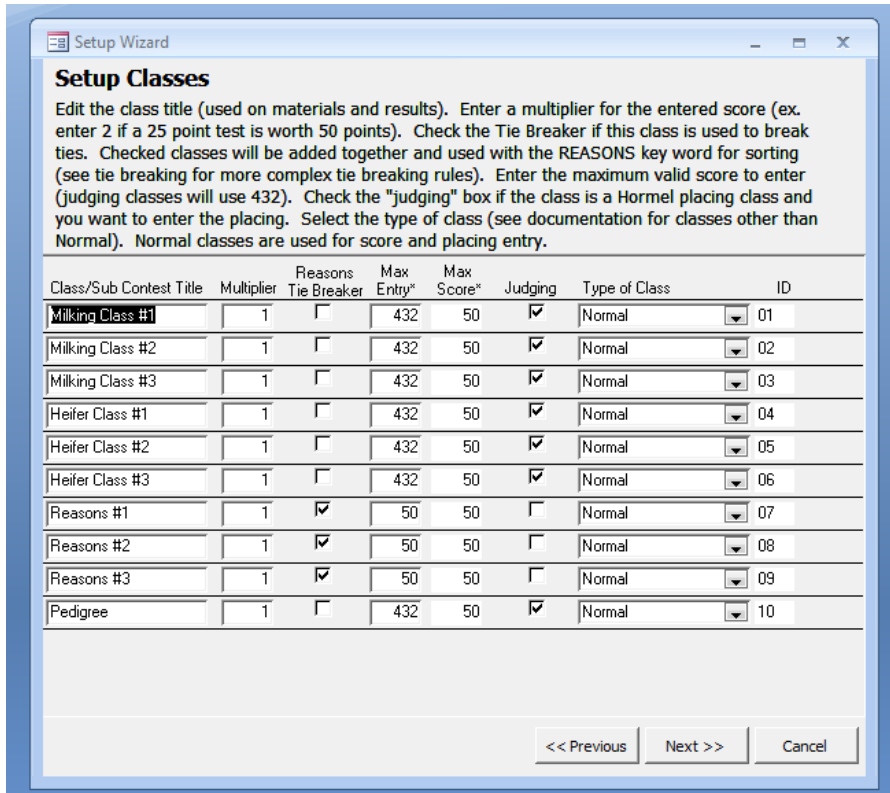 Setup Wizard
Setup Classes
Edit the class title (used on materials and results). Enter a multiplier for the entered score (ex.
enter 2 if a 25 point test is worth 50 points). Check the Tie Breaker if this class is used to break
ties. Checked classes will be added together and used with the REASONS key word for sorting
(see tie breaking for more complex tie breaking rules). Enter the maximum valid score to enter
(judging classes will use 432). Check the "judging" box if the class is a Hormel placing class and
you want to enter the placing. Select the type of class (see documentation for classes other than
Normal). Normal classes are used for score and placing entry.
Class/Sub Contest Title Multiplier Reasons Tie Breaker Max Entry* Max Score* Judging Type of Class ID
Milking Class #1 1 432 50 Normal 01
Milking Class #2 1 432 50 Normal 02
Milking Class #3 1 432 50 Normal 03
Heifer Class #1 1 432 50 Normal 04
Heifer Class #2 1 432 50 Normal 05
Heifer Class #3 1 432 50 Normal 06
Reasons #1 1 50 50 Normal 07
Reasons #2 1 50 50 Normal 08
Reasons #3 1 50 50 Normal 09
Pedigree 1 432 50 Normal 10
<< Previous Next >> Cancel